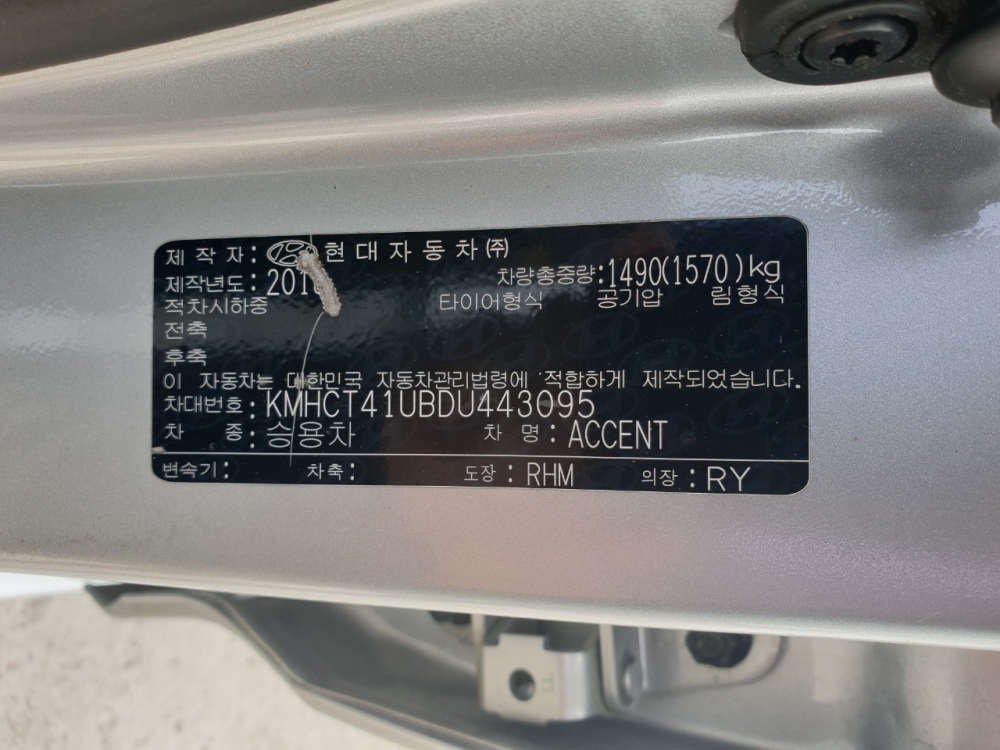 제작자: 현대자동차㈜
제작년도: 차량총중량:1490(1570)kg
적차시하중 타이어형식 공기압 림형식
전축
후축
이 자동차는 대한민국 자동차관리법령에 적합하게 제작되었습니다.
차대번호: KMHCT41UBDU443095
차 종: 승용차 차 명: ACCENT
변속기: 차축: 도장: RHM 의장: RY